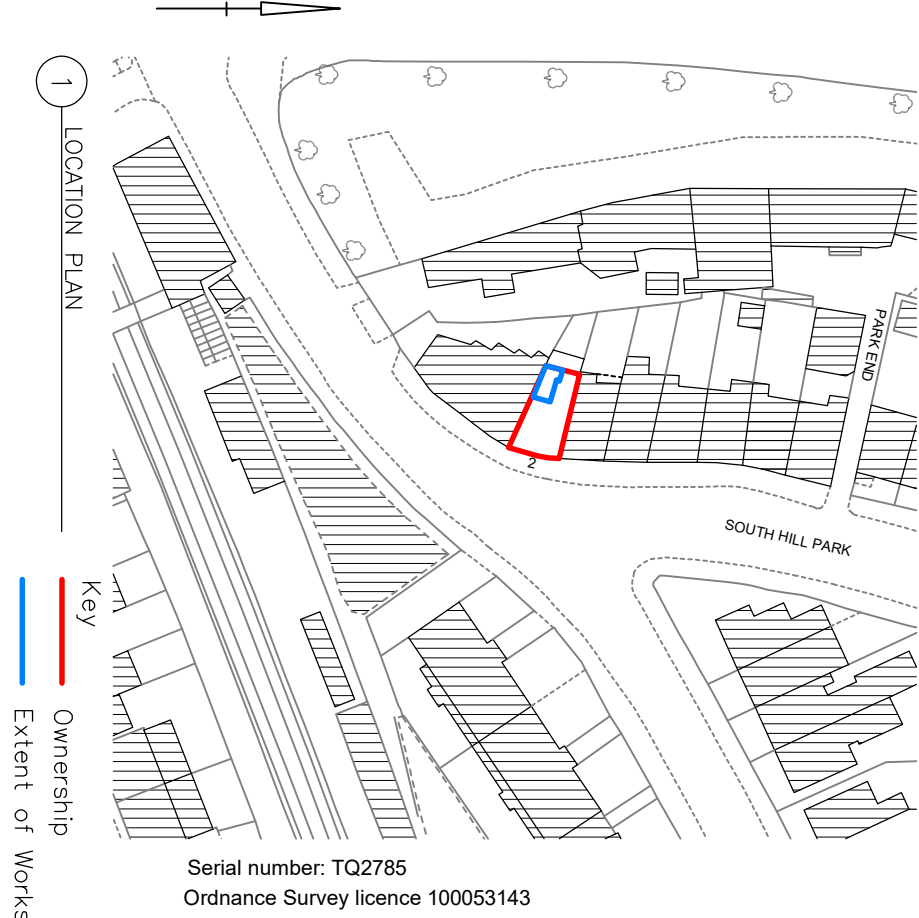 1
LOCATION PLAN
PARK END
2
SOUTH HILL PARK
Key
Ownership
Extent of Works
Serial number: TQ2785
Ordnance Survey licence 100053143